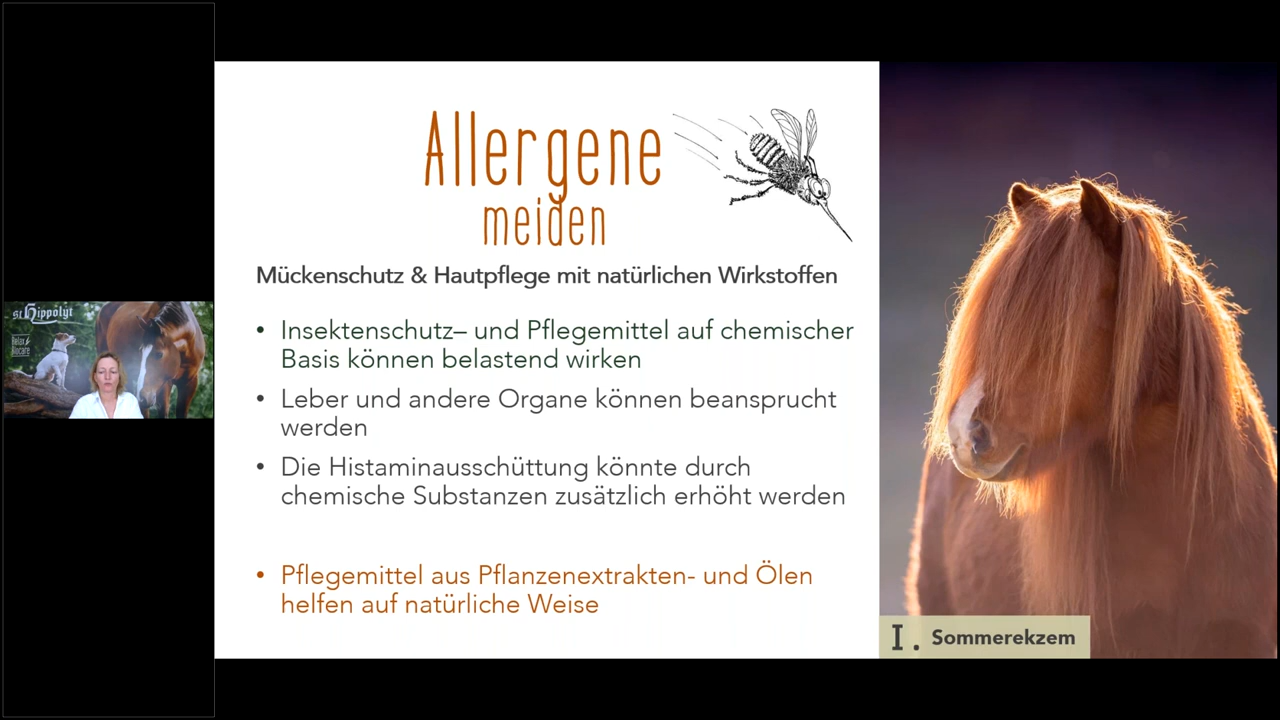 Allergene
meiden
Mückenschutz & Hautpflege mit natürlichen Wirkstoffen
• Insektenschutz– und Pflegemittel auf chemischer
Basis können belastend wirken
• Leber und andere Organe können beansprucht
werden
• Die Histaminausschüttung könnte durch
chemische Substanzen zusätzlich erhöht werden
• Pflegemittel aus Pflanzenextrakten- und Ölen
helfen auf natürliche Weise
I. Sommerekzem
St. Hippolyt
Relax
Biocare